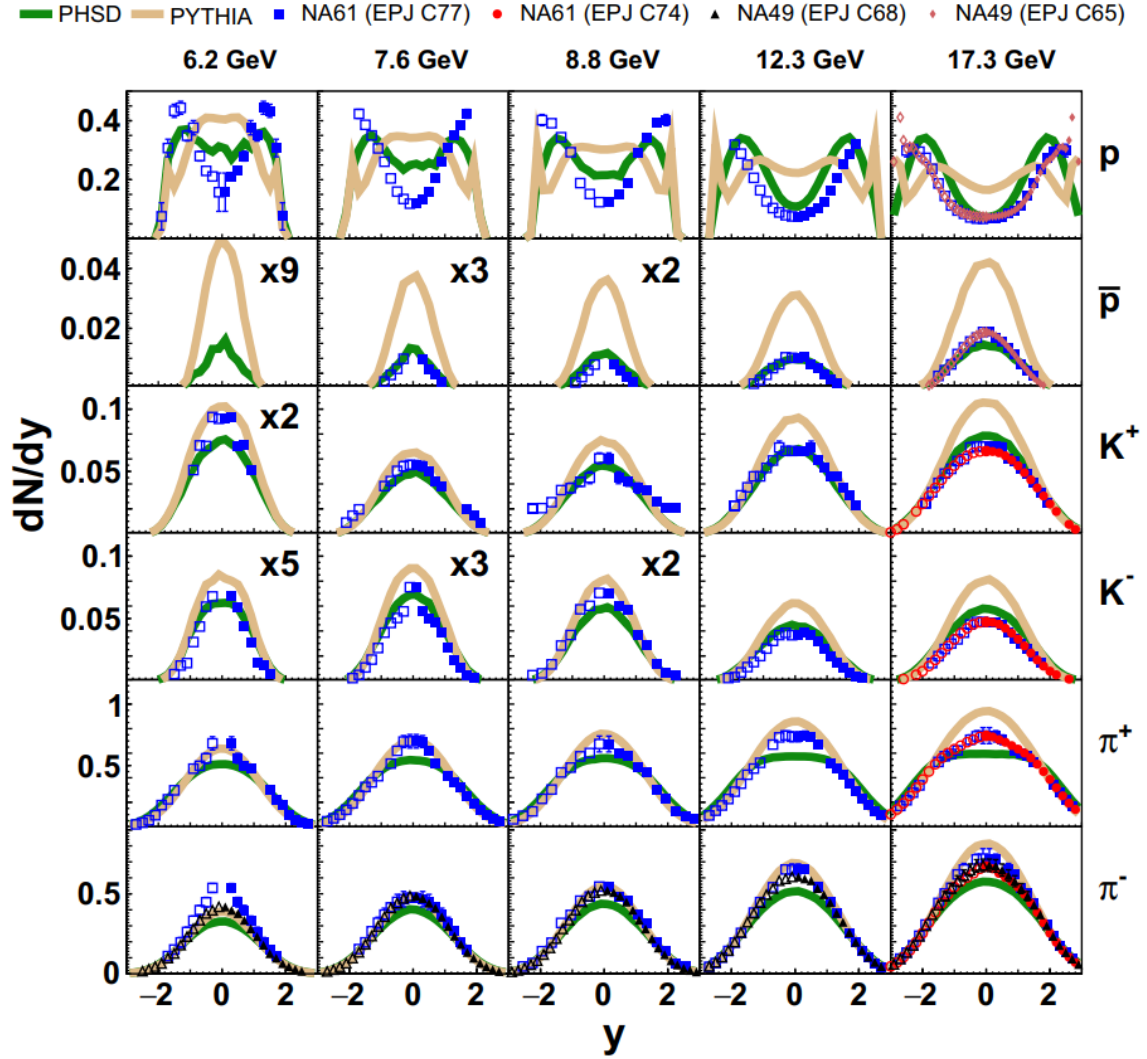 PHSD PYTHIA NA61 (EPJ C77) NA61 (EPJ C74) NA49 (EPJ C68) NA49 (EPJ C65)
6.2 GeV 7.6 GeV 8.8 GeV 12.3 GeV 17.3 GeV
0.4
0.2
p
x9 x3 x2
0.04
0.02
p̅
x2
0.1
0.05
K⁺
x5 x3 x2
0.1
0.05
K⁻
1
0.5
π⁺
0.5
0
π⁻
dN/dy
−2 0 2 −2 0 2 −2 0 2 −2 0 2 −2 0 2
y